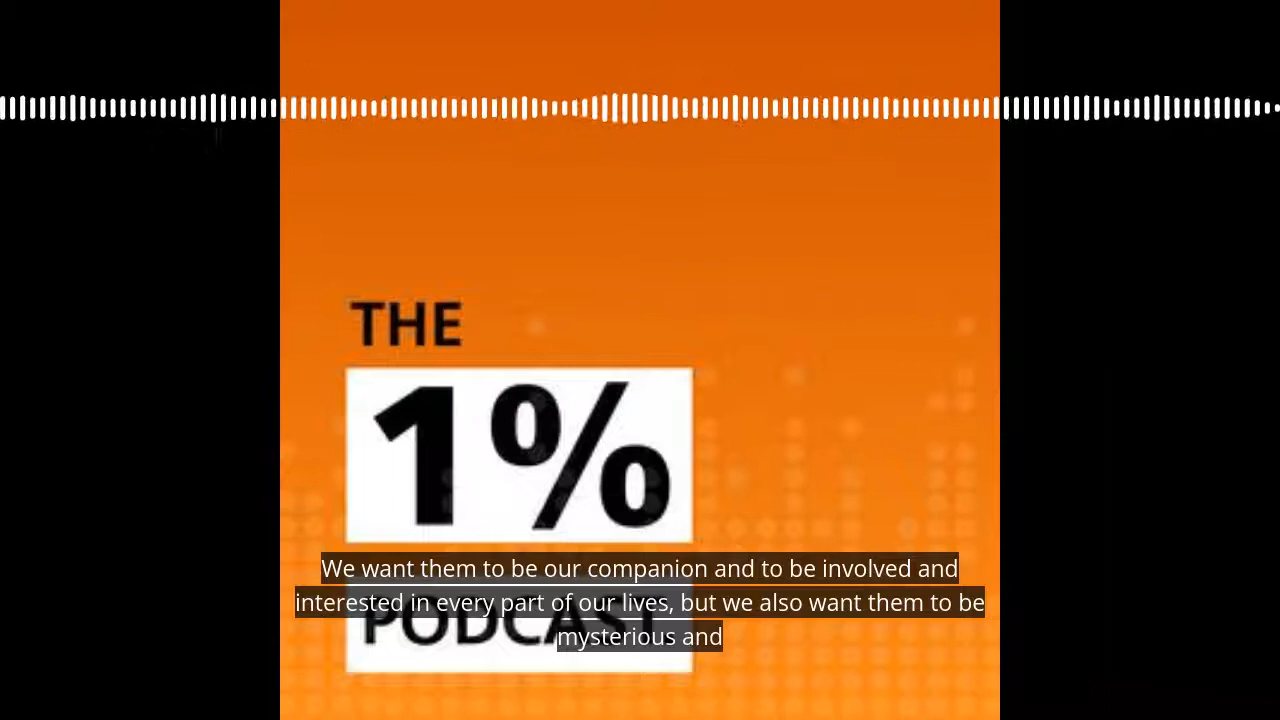 THE
1%
We want them to be our companion and to be involved and
interested in every part of our lives, but we also want them to be
PODCAST
mysterious and